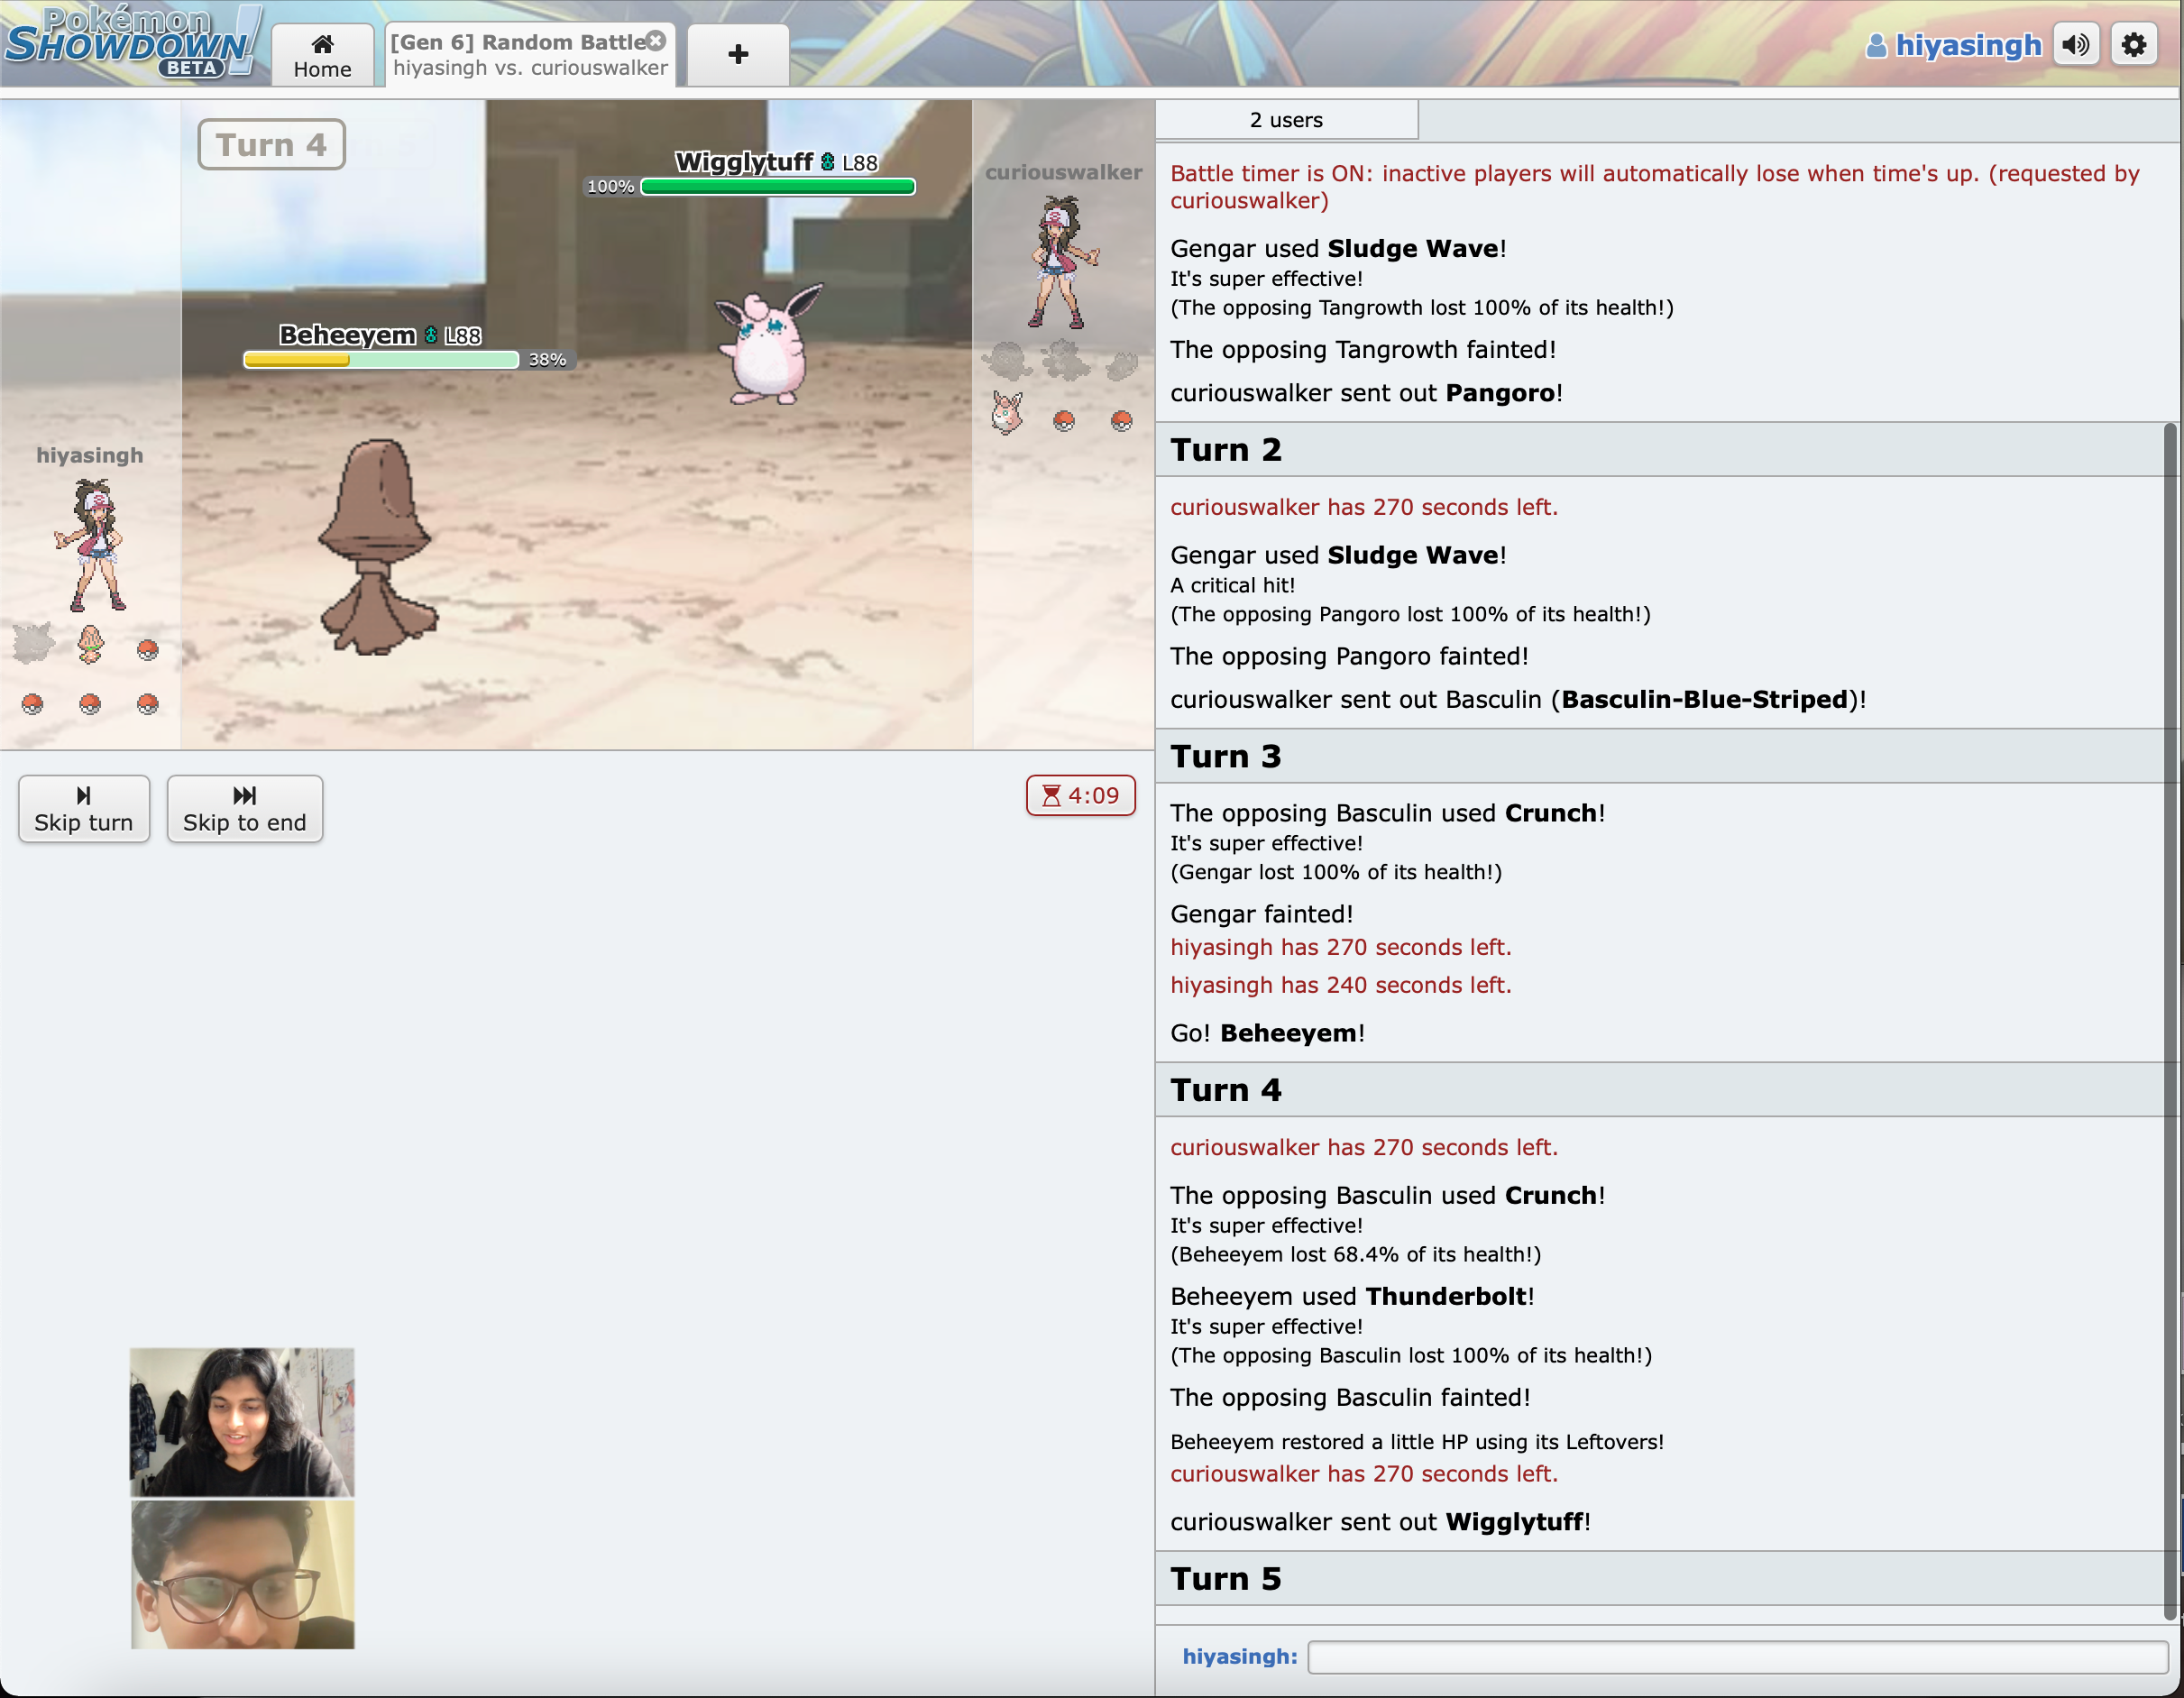 Pokémon
SHOWDOWN!
BETA
Home
[Gen 6] Random Battle
hiyasingh vs. curiouswalker
+
hiyasingh
Turn 4
Wigglytuff L88
100%
Beheeyem L88
38%
curiouswalker
hiyasingh
Skip turn
Skip to end
4:09
2 users
Battle timer is ON: inactive players will automatically lose when time's up. (requested by
curiouswalker)
Gengar used Sludge Wave!
It's super effective!
(The opposing Tangrowth lost 100% of its health!)
The opposing Tangrowth fainted!
curiouswalker sent out Pangoro!
Turn 2
curiouswalker has 270 seconds left.
Gengar used Sludge Wave!
A critical hit!
(The opposing Pangoro lost 100% of its health!)
The opposing Pangoro fainted!
curiouswalker sent out Basculin (Basculin-Blue-Striped)!
Turn 3
The opposing Basculin used Crunch!
It's super effective!
(Gengar lost 100% of its health!)
Gengar fainted!
hiyasingh has 270 seconds left.
hiyasingh has 240 seconds left.
Go! Beheeyem!
Turn 4
curiouswalker has 270 seconds left.
The opposing Basculin used Crunch!
It's super effective!
(Beheeyem lost 68.4% of its health!)
Beheeyem used Thunderbolt!
It's super effective!
(The opposing Basculin lost 100% of its health!)
The opposing Basculin fainted!
Beheeyem restored a little HP using its Leftovers!
curiouswalker has 270 seconds left.
curiouswalker sent out Wigglytuff!
Turn 5
hiyasingh: